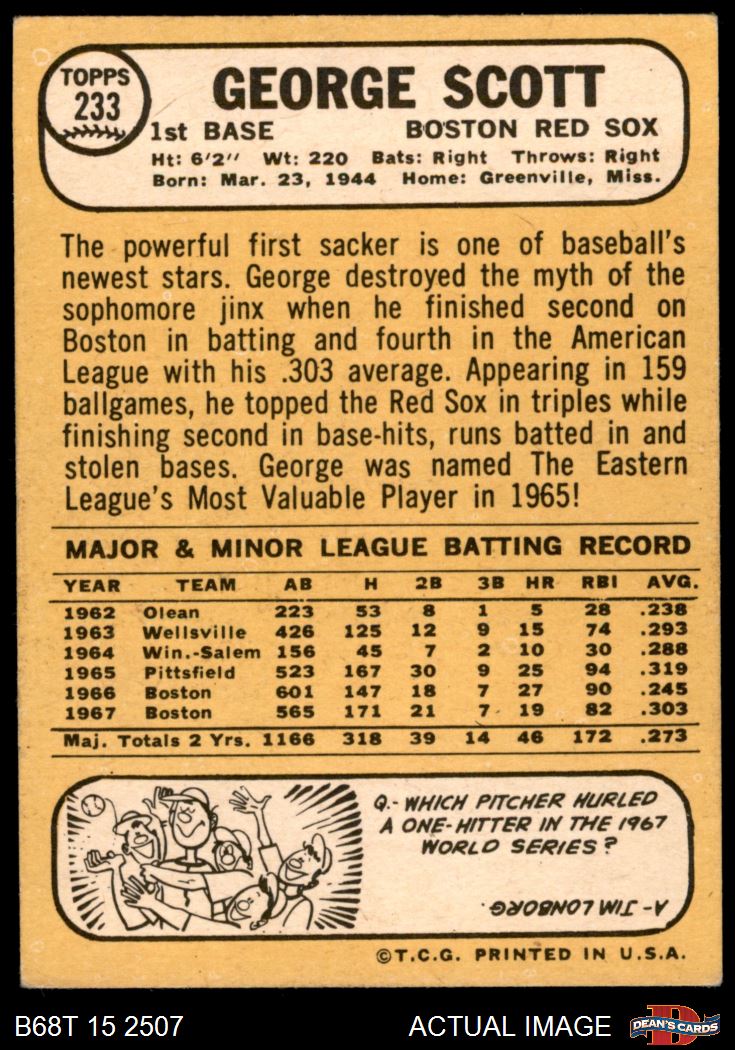 TOPPS
233
GEORGE SCOTT
1st BASE BOSTON RED SOX
Ht: 6'2" Wt: 220 Bats: Right Throws: Right
Born: Mar. 23, 1944 Home: Greenville, Miss.
The powerful first sacker is one of baseball's
newest stars. George destroyed the myth of the
sophomore jinx when he finished second on
Boston in batting and fourth in the American
League with his .303 average. Appearing in 159
ballgames, he topped the Red Sox in triples while
finishing second in base-hits, runs batted in and
stolen bases. George was named The Eastern
League's Most Valuable Player in 1965!
MAJOR & MINOR LEAGUE BATTING RECORD
YEAR TEAM AB H 2B 3B HR RBI AVG.
1962 Olean 223 53 8 1 5 28 .238
1963 Wellsville 426 125 12 9 15 74 .293
1964 Win.-Salem 156 45 7 2 10 30 .288
1965 Pittsfield 523 167 30 9 25 94 .319
1966 Boston 601 147 18 7 27 90 .245
1967 Boston 565 171 21 7 19 82 .303
Maj. Totals 2 Yrs. 1166 318 39 14 46 172 .273
Q.- WHICH PITCHER HURLED
A ONE-HITTER IN THE 1967
WORLD SERIES?
A- JIM LONBORG.
©T.C.G. PRINTED IN U.S.A.
B68T 15 2507 ACTUAL IMAGE
D
DEAN'S CARDS